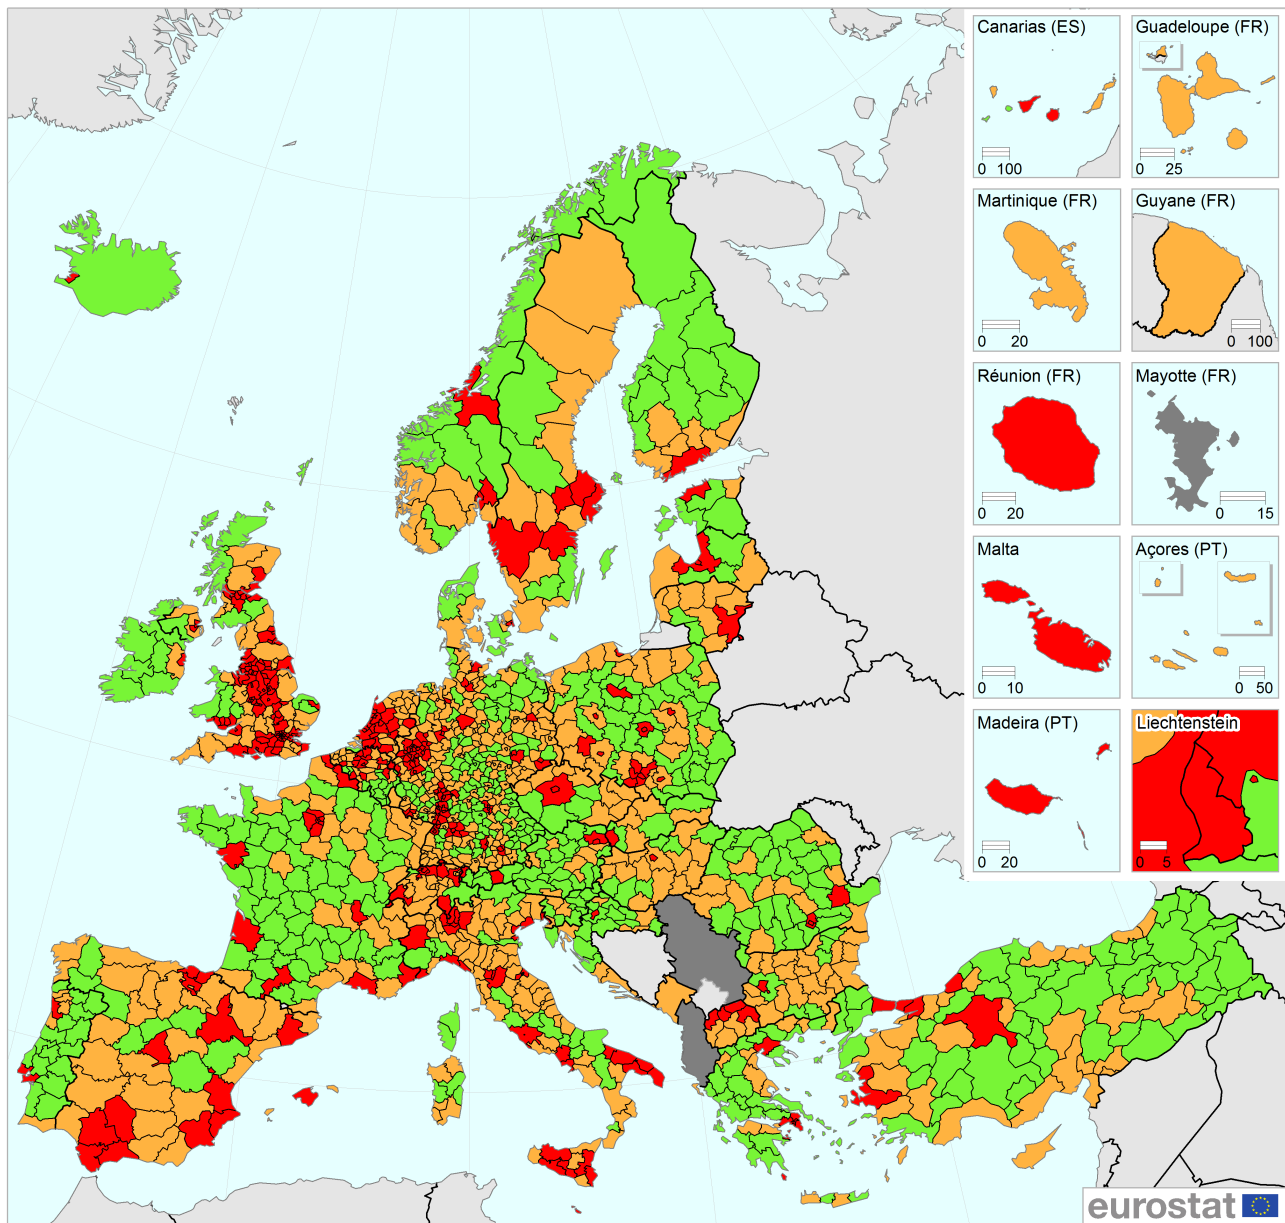 Canarias (ES)
0 100
Guadeloupe (FR)
0 25
Martinique (FR)
0 20
Guyane (FR)
0 100
Réunion (FR)
0 20
Mayotte (FR)
0 15
Malta
0 10
Açores (PT)
0 50
Madeira (PT)
0 20
Liechtenstein
0 5
eurostat